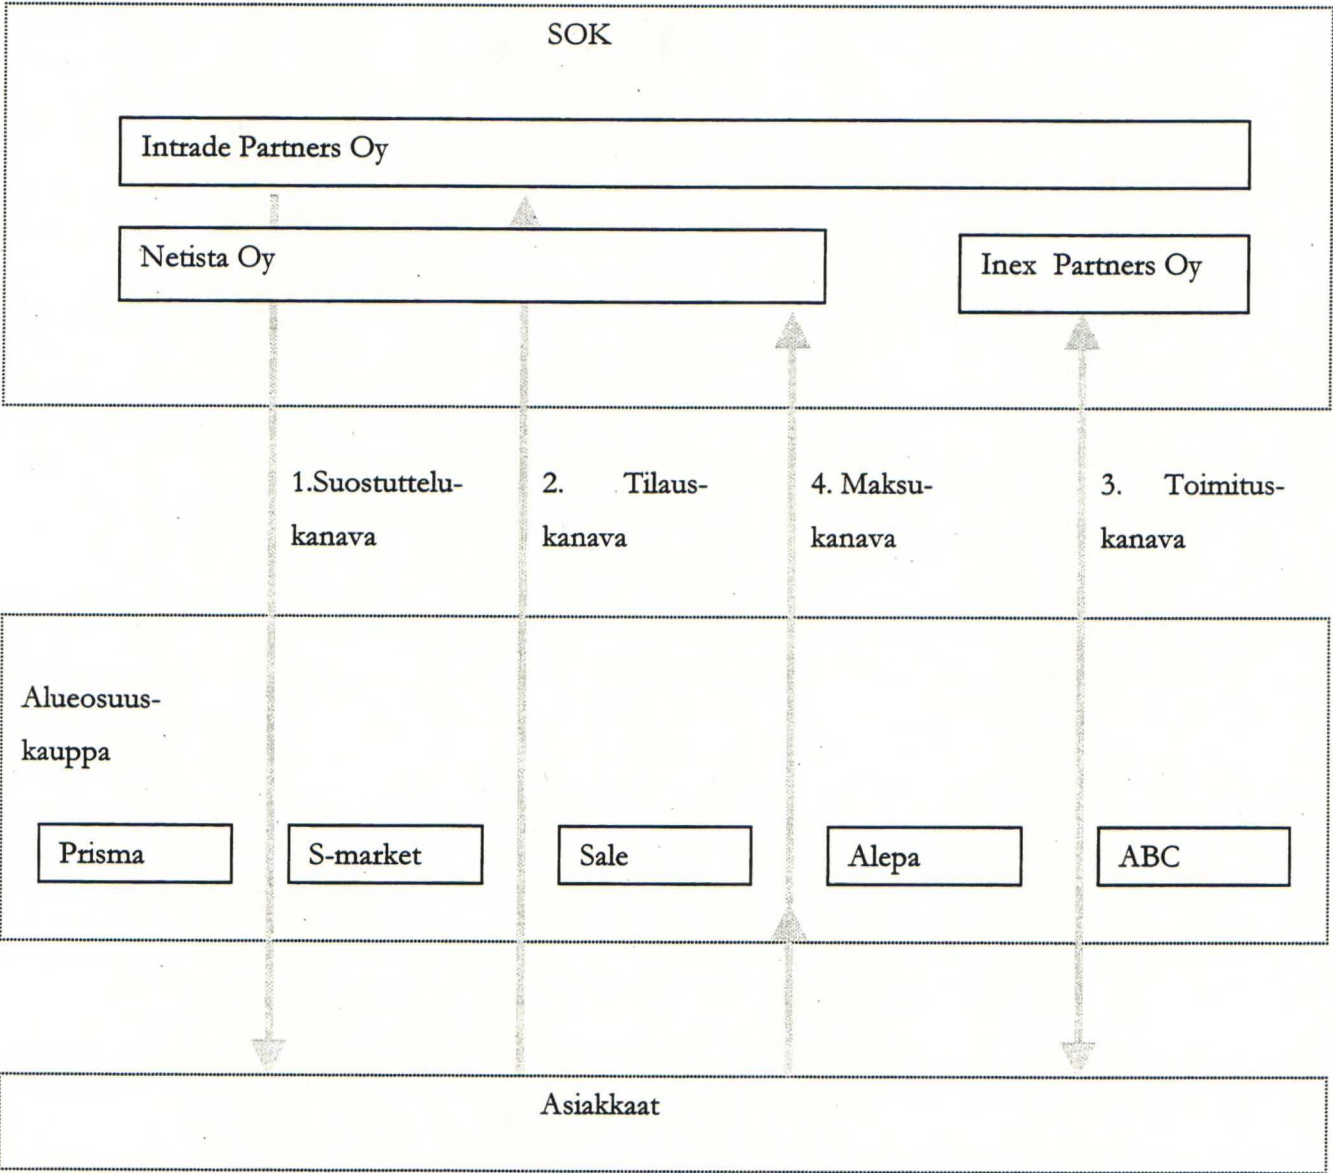 SOK
Intrade Partners Oy
Netista Oy
Inex Partners Oy
1.Suostuttelu-
kanava
2. Tilaus-
kanava
4. Maksu-
kanava
3. Toimitus-
kanava
Alueosuus-
kauppa
Prisma
S-market
Sale
Alepa
ABC
Asiakkaat